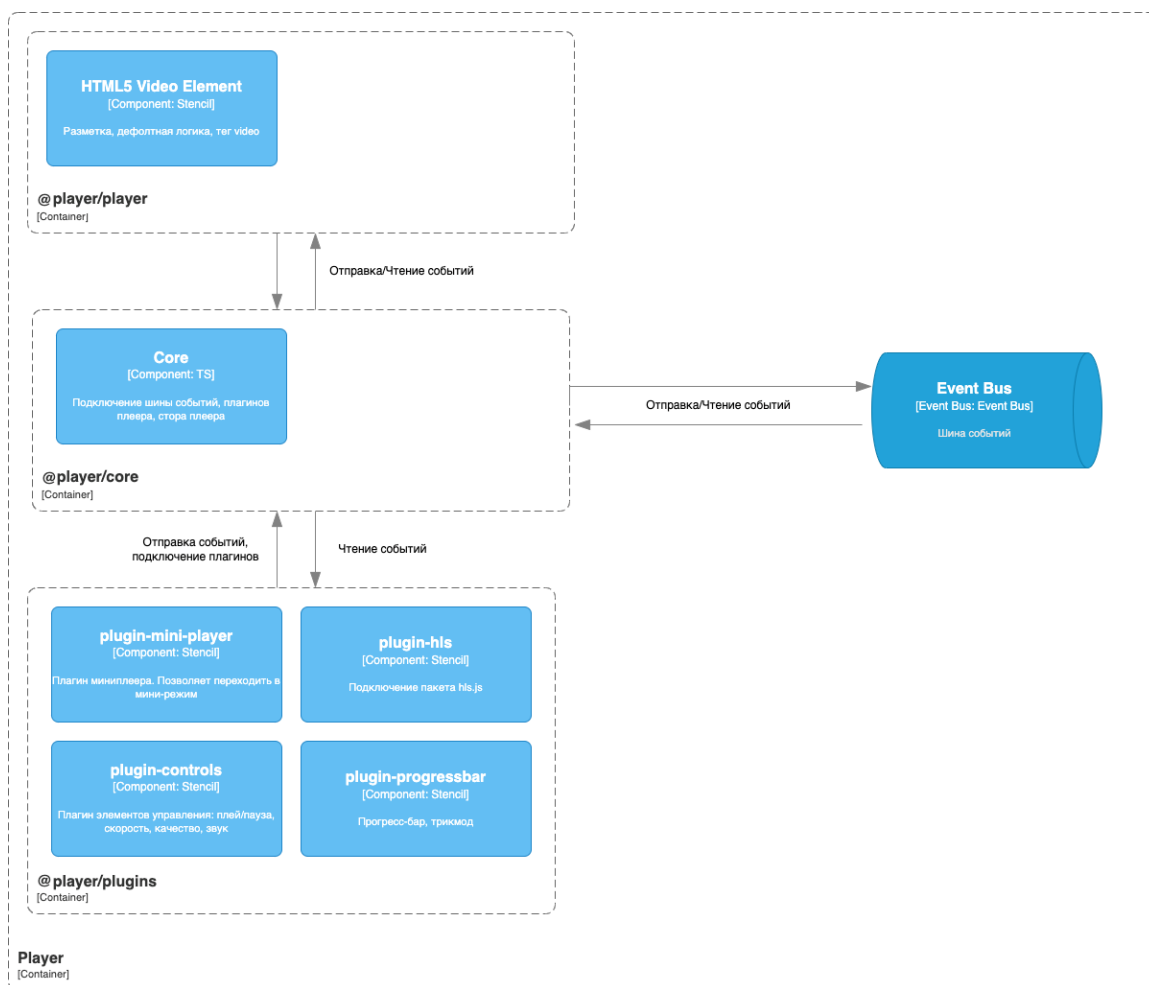 HTML5 Video Element
[Component: Stencil]
Разметка, дефолтная логика, тег video
@player/player
[Container]
Отправка/Чтение событий
Core
[Component: TS]
Подключение шины событий, плагинов
плеера, стора плеера
@player/core
[Container]
Отправка/Чтение событий
Event Bus
[Event Bus: Event Bus]
Шина событий
Отправка событий,
подключение плагинов
Чтение событий
plugin-mini-player
[Component: Stencil]
Плагин миниплеера. Позволяет переходить в
мини-режим
plugin-hls
[Component: Stencil]
Подключение пакета hls.js
plugin-controls
[Component: Stencil]
Плагин элементов управления: плей/пауза,
скорость, качество, звук
plugin-progressbar
[Component: Stencil]
Прогресс-бар, трикмод
@player/plugins
[Container]
Player
[Container]